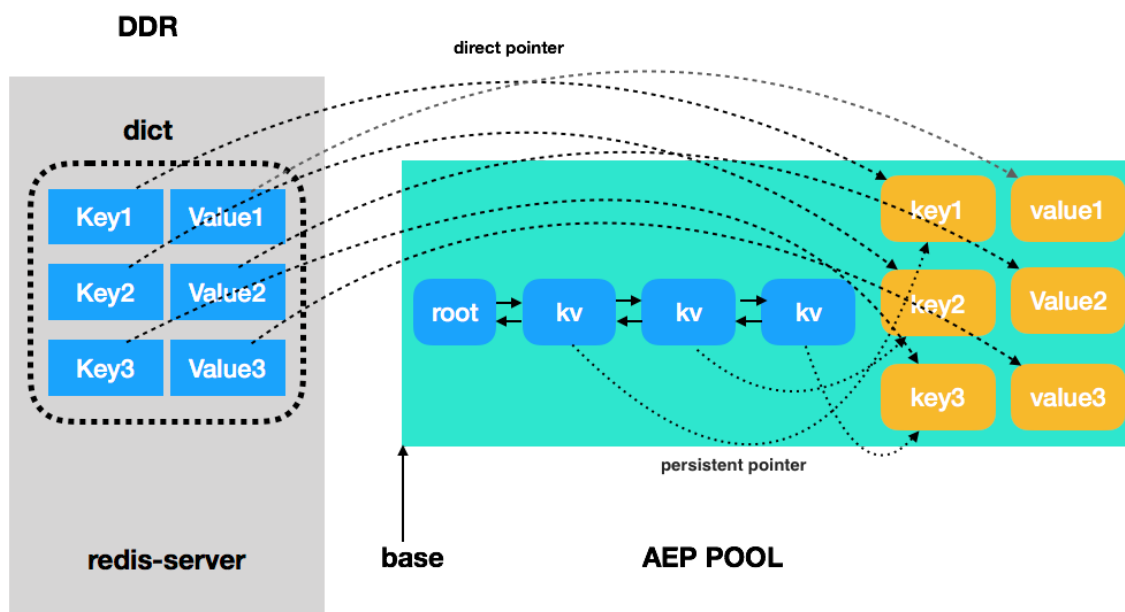 DDR
direct pointer
dict
Key1 Value1
Key2 Value2
Key3 Value3
redis-server
root kv kv kv
key1 value1
key2 Value2
key3 value3
persistent pointer
base
AEP POOL